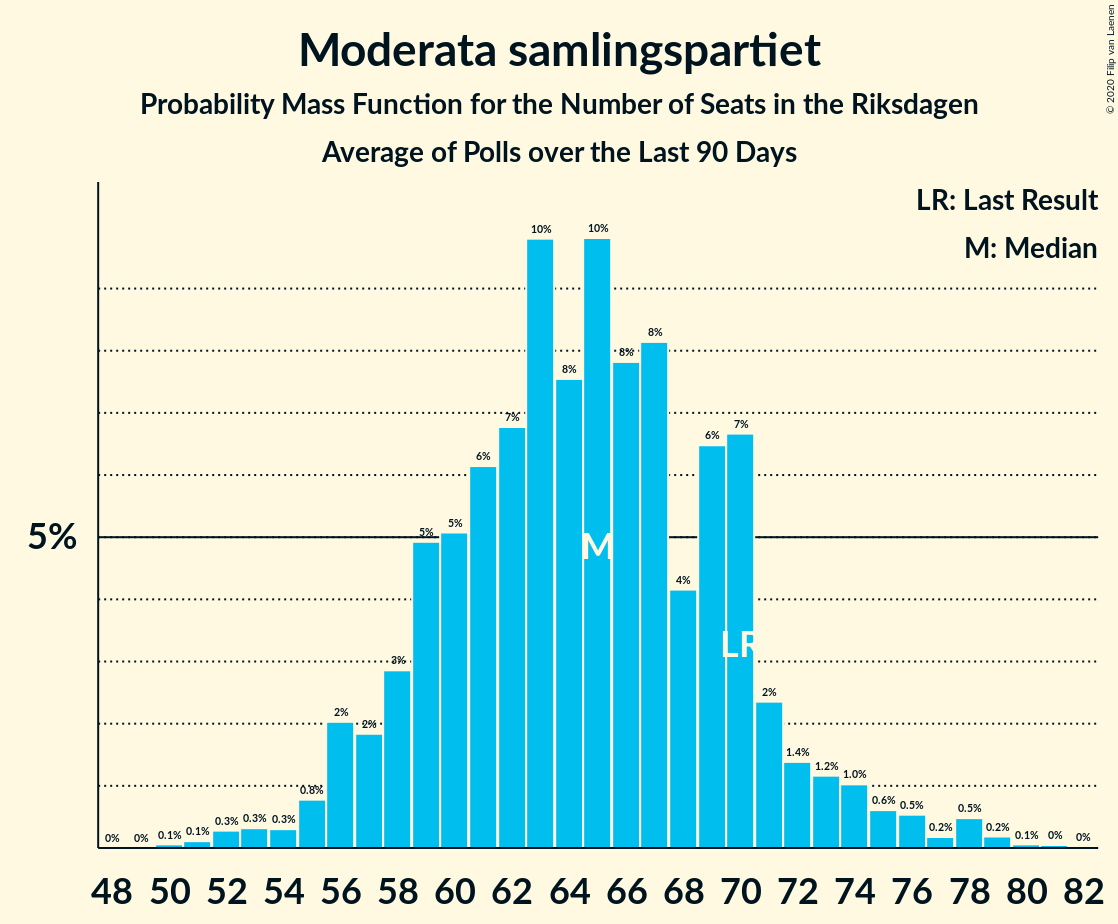 Moderata samlingspartiet
Probability Mass Function for the Number of Seats in the Riksdagen
Average of Polls over the Last 90 Days
© 2020 Filip van Laenen
LR: Last Result
M: Median
5%
0% 0% 0.1% 0.1% 0.3% 0.3% 0.3% 0.8% 2% 2% 3% 5% 5% 6% 7% 10% 8% 10% 8% 8% 4% 6% 7% 2% 1.4% 1.2% 1.0% 0.6% 0.5% 0.2% 0.5% 0.2% 0.1% 0% 0%
M
LR
48 50 52 54 56 58 60 62 64 66 68 70 72 74 76 78 80 82